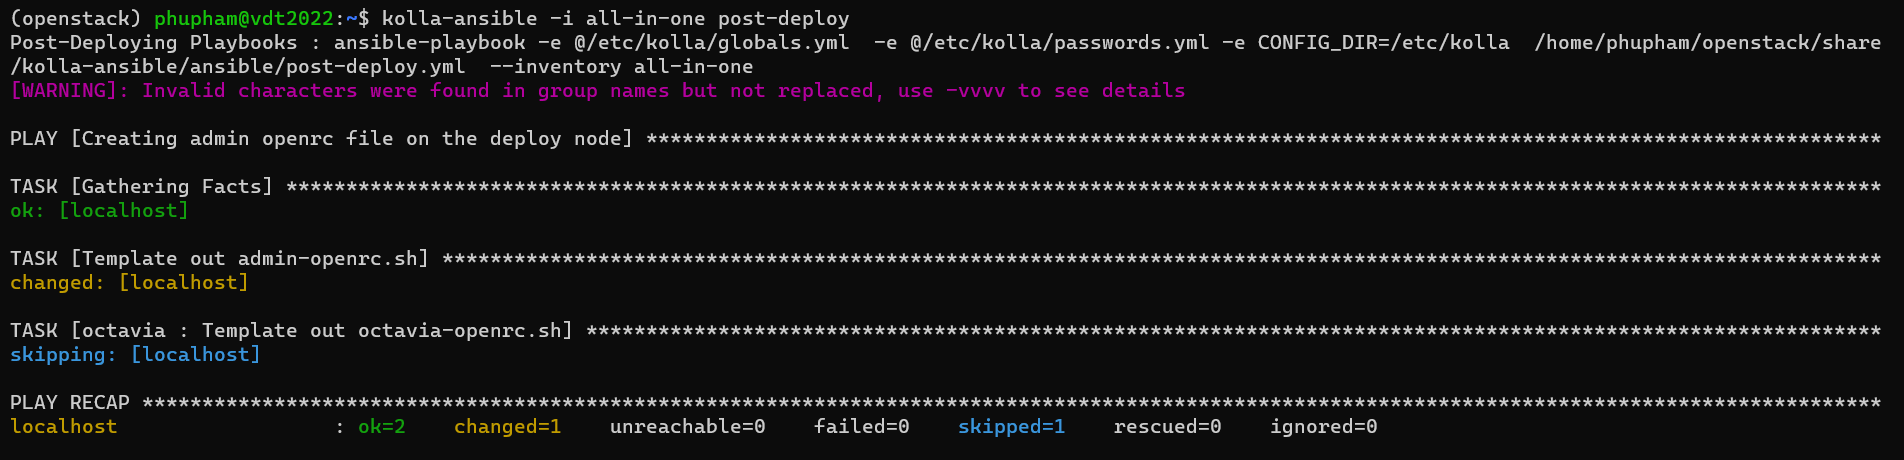 (openstack) phupham@vdt2022:~$ kolla-ansible -i all-in-one post-deploy
Post-Deploying Playbooks : ansible-playbook -e @/etc/kolla/globals.yml  -e @/etc/kolla/passwords.yml -e CONFIG_DIR=/etc/kolla  /home/phupham/openstack/share
/kolla-ansible/ansible/post-deploy.yml  --inventory all-in-one
[WARNING]: Invalid characters were found in group names but not replaced, use -vvvv to see details
PLAY [Creating admin openrc file on the deploy node] *******************************************************************************************************
TASK [Gathering Facts] *************************************************************************************************************************************
ok: [localhost]
TASK [Template out admin-openrc.sh] ************************************************************************************************************************
changed: [localhost]
TASK [octavia : Template out octavia-openrc.sh] ************************************************************************************************************
skipping: [localhost]
PLAY RECAP *************************************************************************************************************************************************
localhost                  : ok=2    changed=1    unreachable=0    failed=0    skipped=1    rescued=0    ignored=0